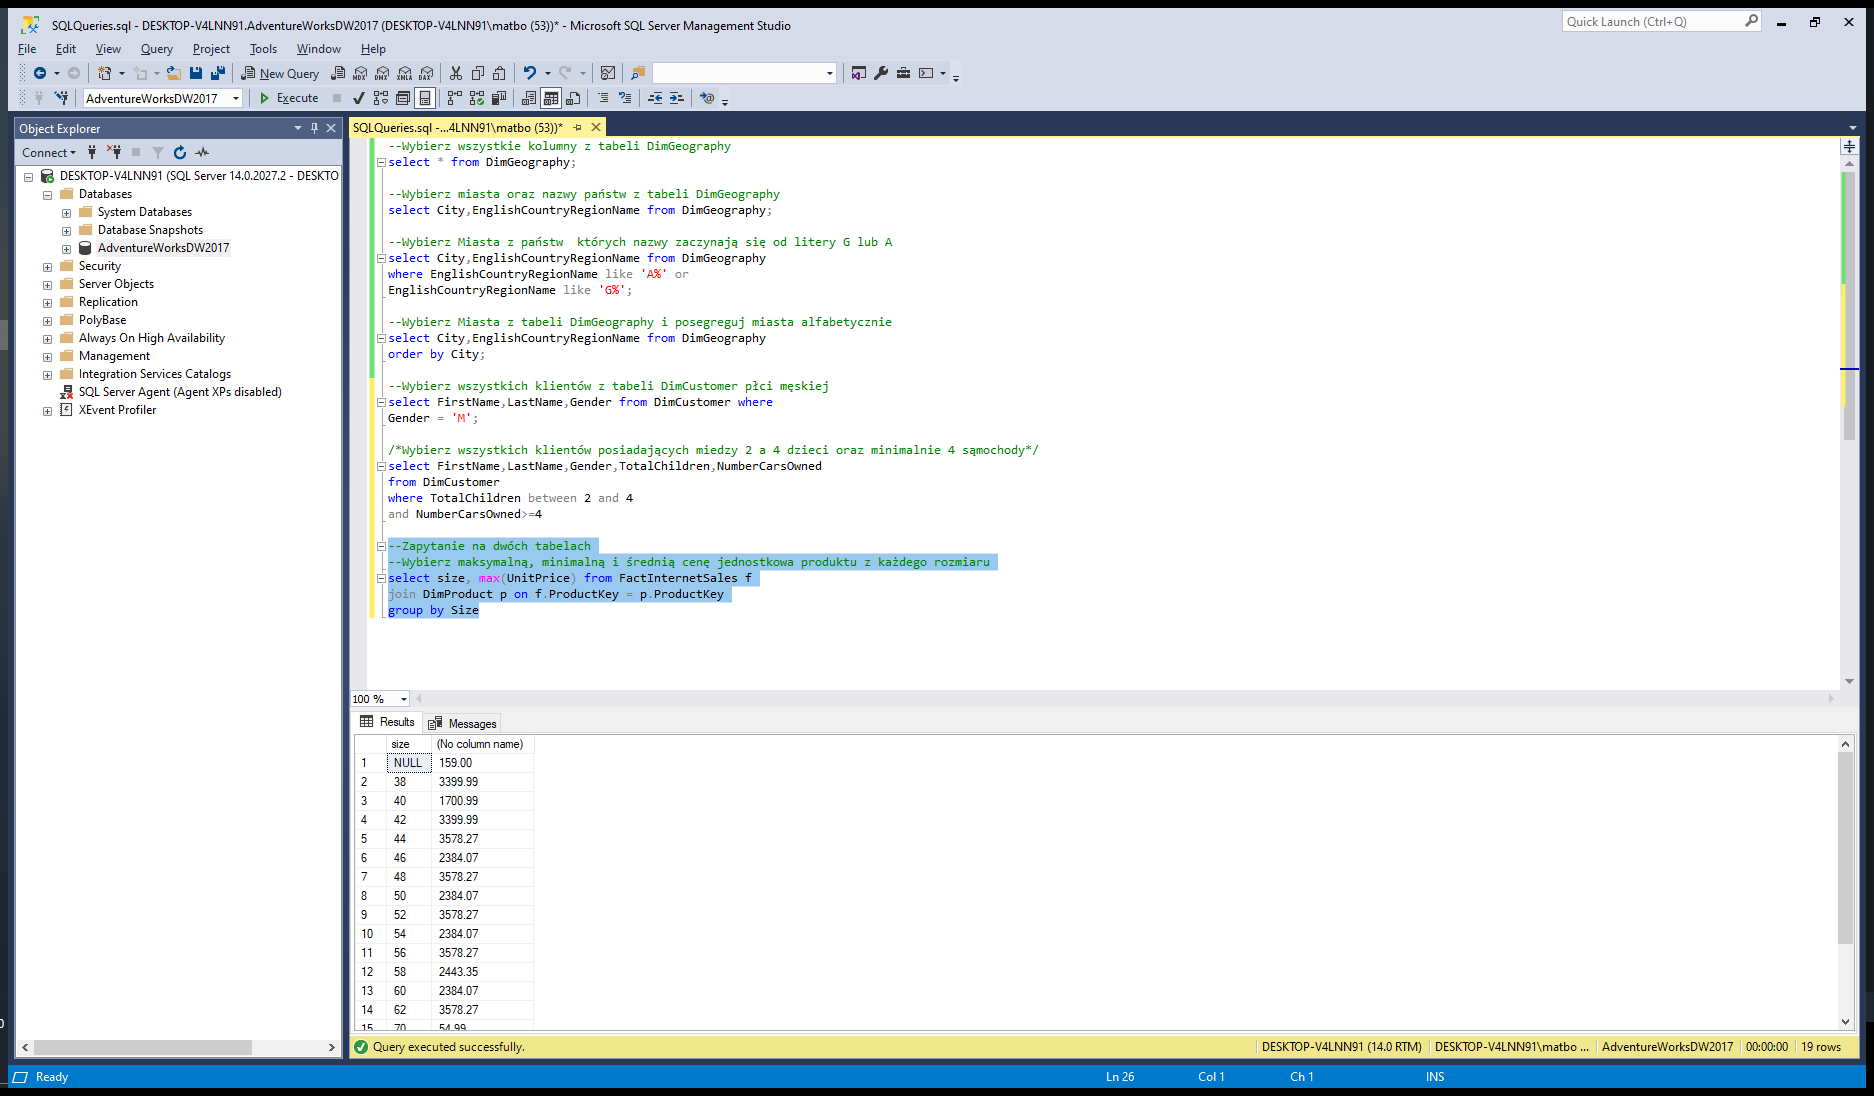 SQLQueries.sql - DESKTOP-V4LNN91.AdventureWorksDW2017 (DESKTOP-V4LNN91\matbo (53))* - Microsoft SQL Server Management Studio
Quick Launch (Ctrl+Q)
File Edit View Query Project Tools Window Help
New Query MDX DMX XMLA DAX
AdventureWorksDW2017 Execute
Object Explorer
Connect
DESKTOP-V4LNN91 (SQL Server 14.0.2027.2 - DESKTO
Databases
System Databases
Database Snapshots
AdventureWorksDW2017
Security
Server Objects
Replication
PolyBase
Always On High Availability
Management
Integration Services Catalogs
SQL Server Agent (Agent XPs disabled)
XEvent Profiler
SQLQueries.sql -...4LNN91\matbo (53))*
--Wybierz wszystkie kolumny z tabeli DimGeography
select * from DimGeography;
--Wybierz miasta oraz nazwy państw z tabeli DimGeography
select City,EnglishCountryRegionName from DimGeography;
--Wybierz Miasta z państw  których nazwy zaczynają się od litery G lub A
select City,EnglishCountryRegionName from DimGeography
where EnglishCountryRegionName like 'A%' or
EnglishCountryRegionName like 'G%';
--Wybierz Miasta z tabeli DimGeography i posegreguj miasta alfabetycznie
select City,EnglishCountryRegionName from DimGeography
order by City;
--Wybierz wszystkich klientów z tabeli DimCustomer płci męskiej
select FirstName,LastName,Gender from DimCustomer where
Gender = 'M';
/*Wybierz wszystkich klientów posiadających miedzy 2 a 4 dzieci oraz minimalnie 4 sąmochody*/
select FirstName,LastName,Gender,TotalChildren,NumberCarsOwned
from DimCustomer
where TotalChildren between 2 and 4
and NumberCarsOwned>=4
--Zapytanie na dwóch tabelach
--Wybierz maksymalną, minimalną i średnią cenę jednostkowa produktu z każdego rozmiaru
select size, max(UnitPrice) from FactInternetSales f
join DimProduct p on f.ProductKey = p.ProductKey
group by Size
100 %
Results Messages
size (No column name)
1 NULL 159.00
2 38 3399.99
3 40 1700.99
4 42 3399.99
5 44 3578.27
6 46 2384.07
7 48 3578.27
8 50 2384.07
9 52 3578.27
10 54 2384.07
11 56 3578.27
12 58 2443.35
13 60 2384.07
14 62 3578.27
15 70 54.99
Query executed successfully.
DESKTOP-V4LNN91 (14.0 RTM) DESKTOP-V4LNN91\matbo ... AdventureWorksDW2017 00:00:00 19 rows
Ready Ln 26 Col 1 Ch 1 INS